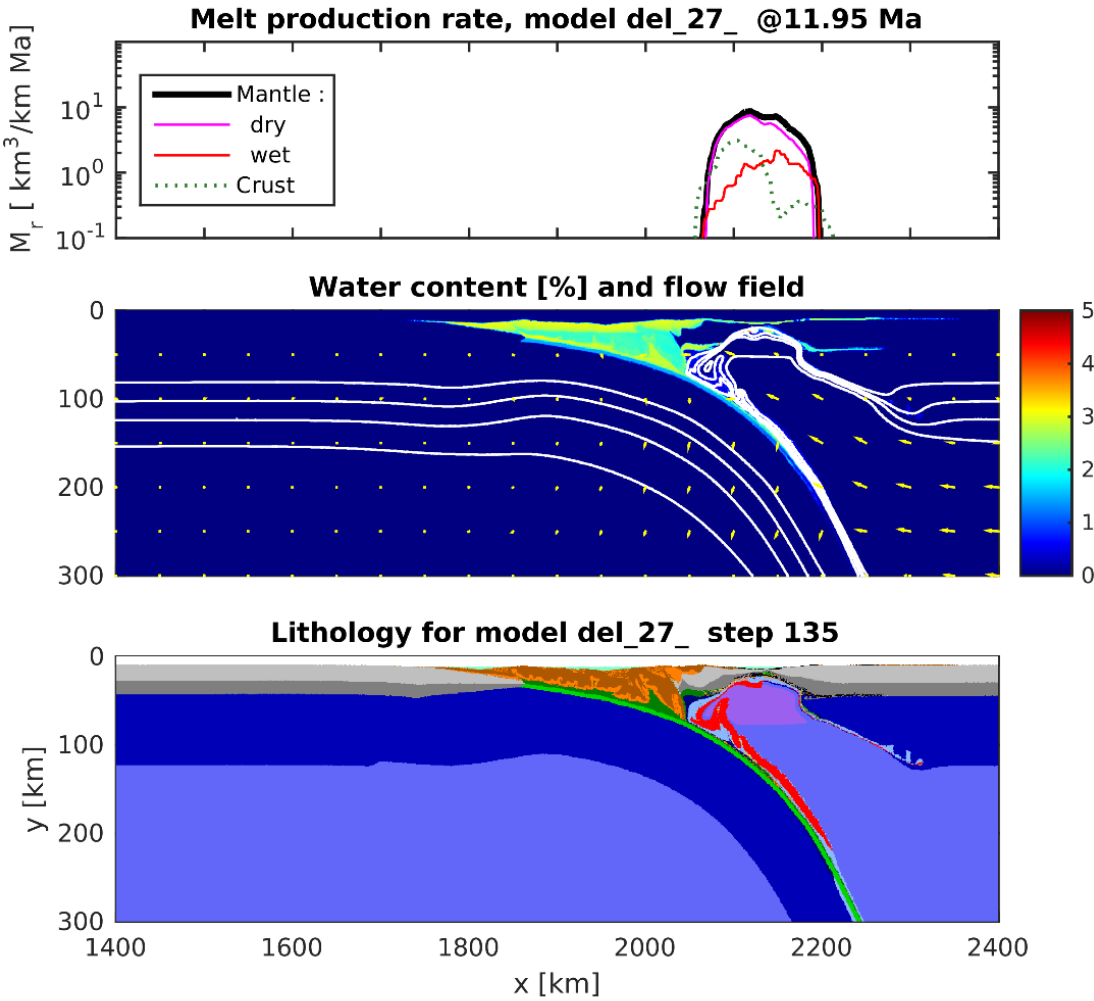 Melt production rate, model del_27_ @11.95 Ma
M_r [ km^3/km Ma]
10^1
10^0
10^-1
Mantle :
dry
wet
Crust
Water content [%] and flow field
0
100
200
300
5
4
3
2
1
0
Lithology for model del_27_ step 135
y [km]
0
100
200
300
1400 1600 1800 2000 2200 2400
x [km]